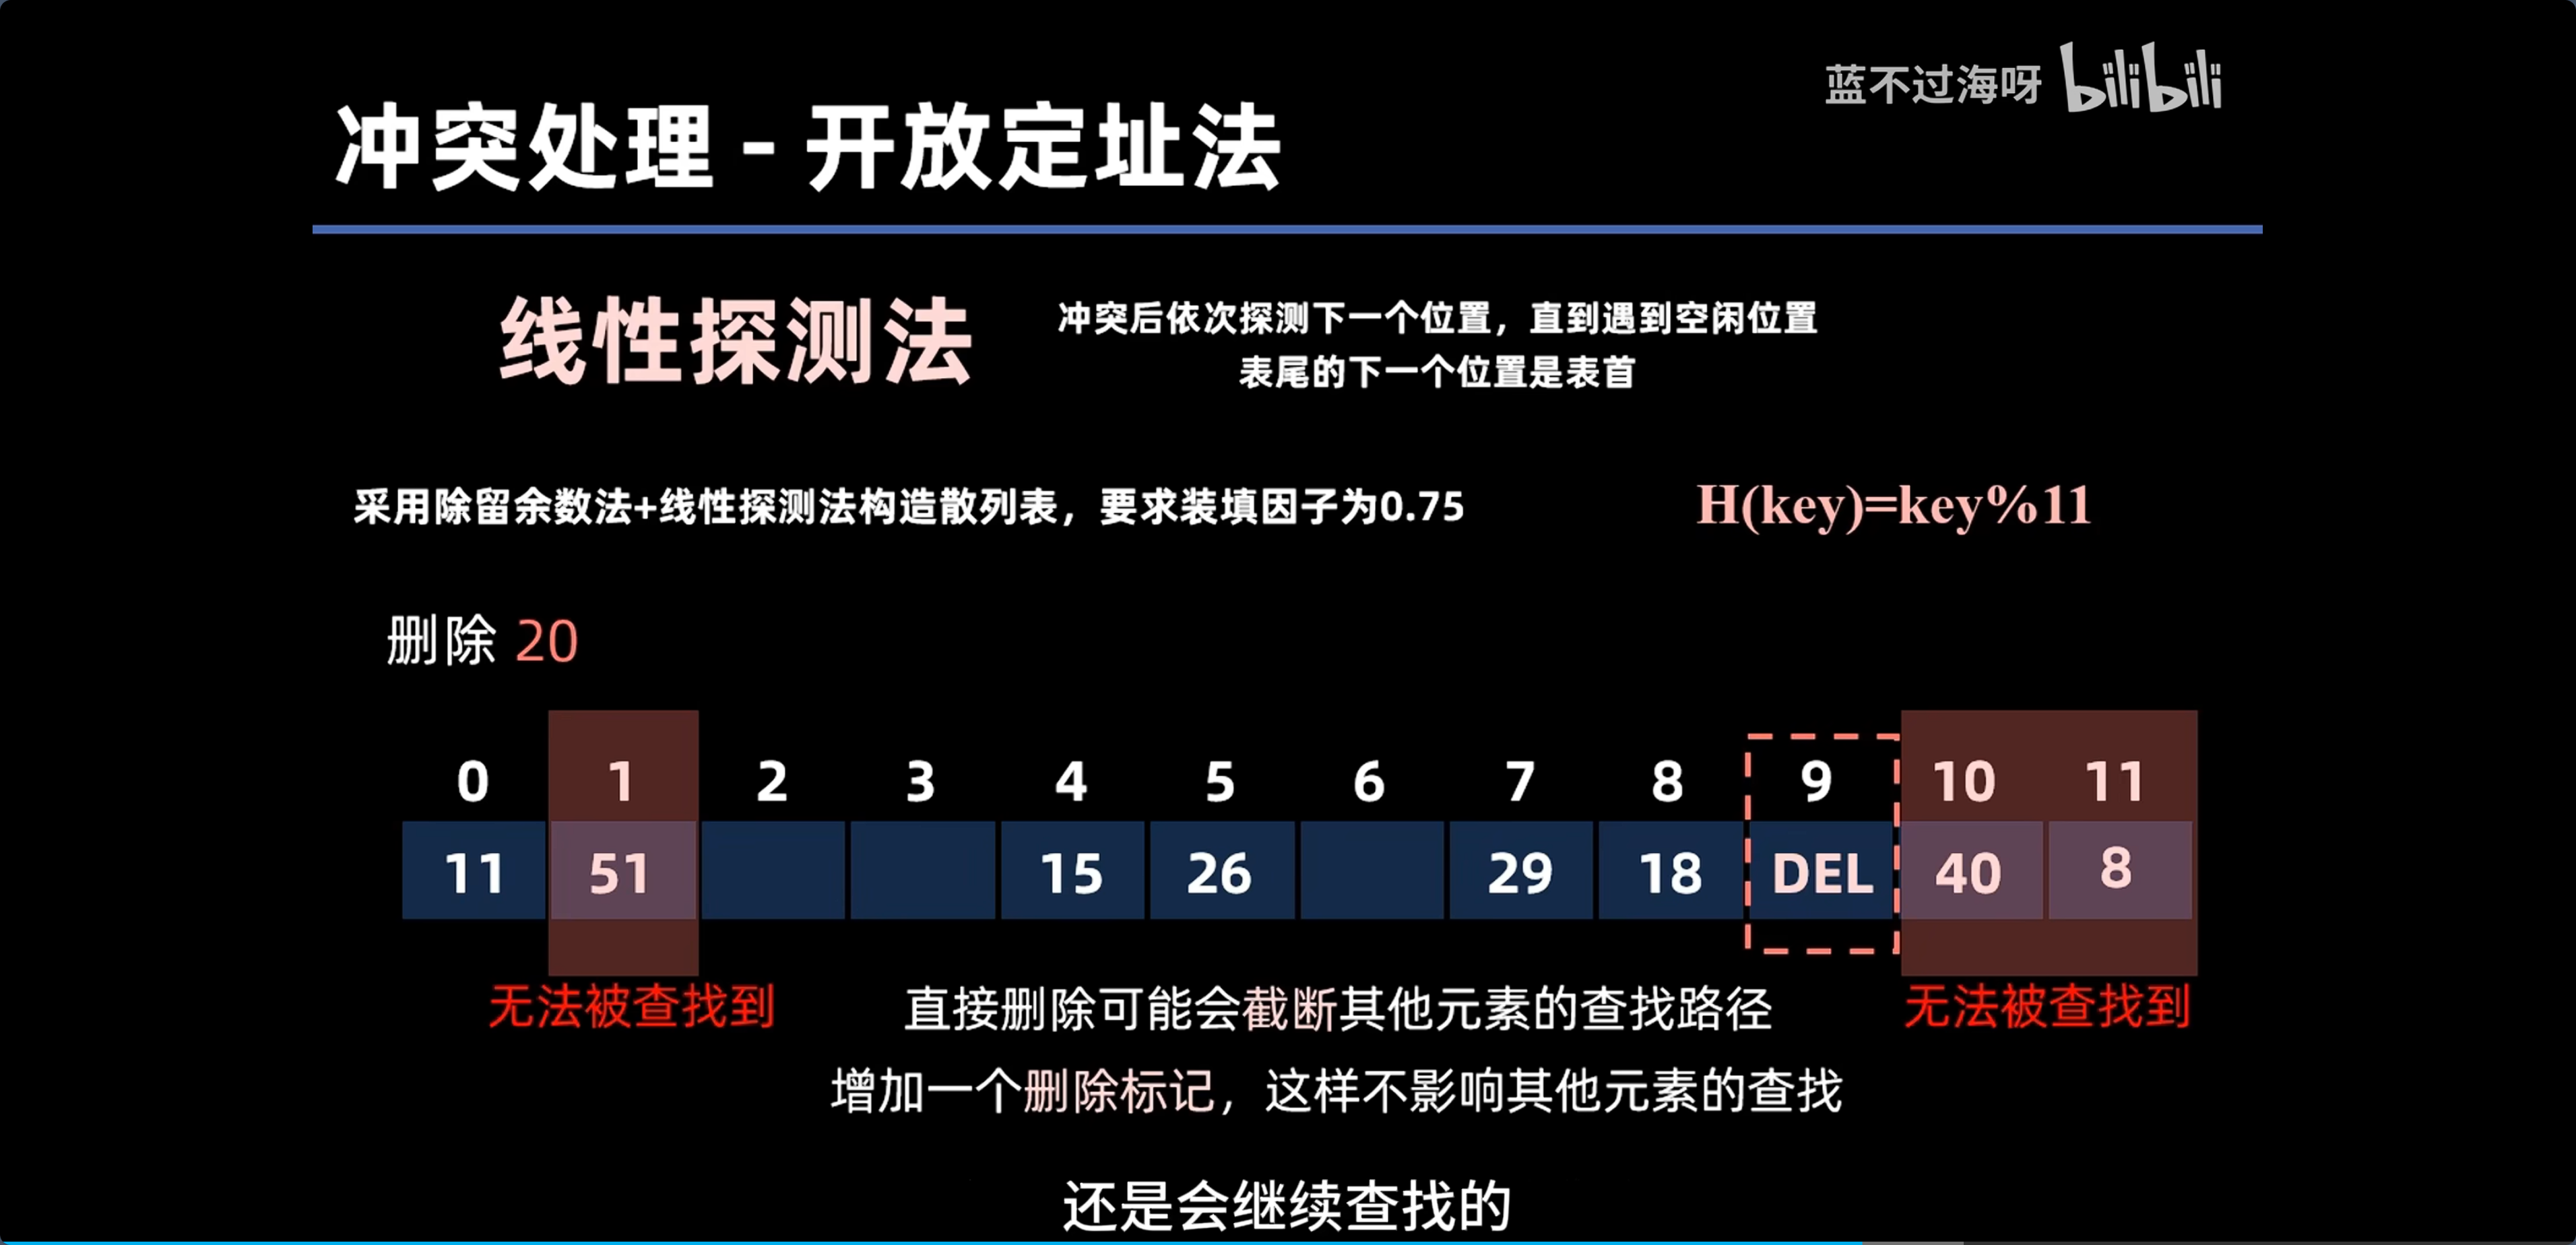 蓝不过海呀 bilibili
冲突处理 - 开放定址法
线性探测法
冲突后依次探测下一个位置，直到遇到空闲位置
表尾的下一个位置是表首
采用除留余数法+线性探测法构造散列表，要求装填因子为0.75
H(key)=key%11
删除 20
0 1 2 3 4 5 6 7 8 9 10 11
11 51 15 26 29 18 DEL 40 8
无法被查找到
直接删除可能会截断其他元素的查找路径
无法被查找到
增加一个删除标记，这样不影响其他元素的查找
还是会继续查找的